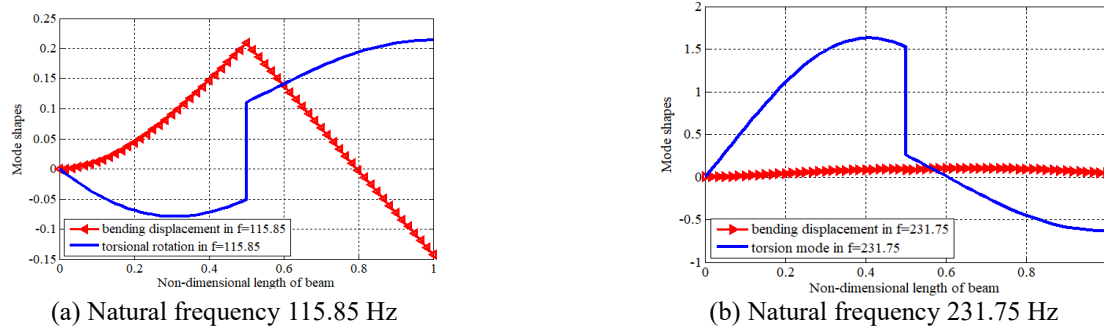 0.25
0.2
0.15
0.1
0.05
0
-0.05
-0.1
-0.15
Mode shapes
bending displacement in f=115.85
torsional rotation in f=115.85
0 0.2 0.4 0.6 0.8 1
Non-dimensional length of beam
(a) Natural frequency 115.85 Hz
2
1.5
1
0.5
0
-0.5
-1
Mode shapes
bending displacement in f=231.75
torsion mode in f=231.75
0 0.2 0.4 0.6 0.8
Non-dimensional length of beam
(b) Natural frequency 231.75 Hz